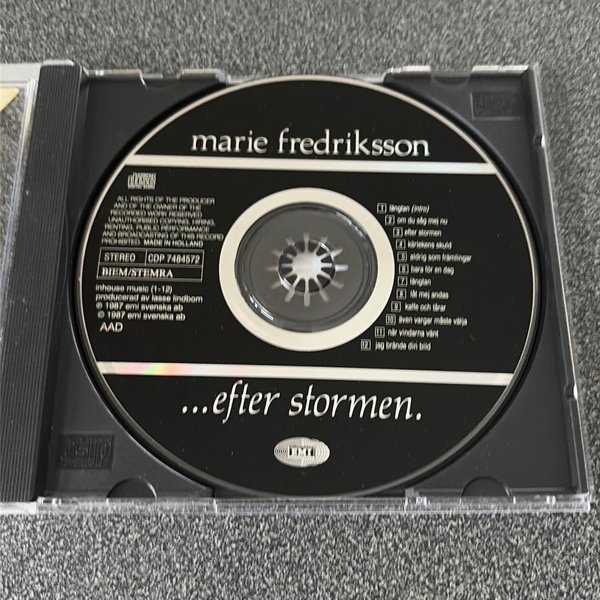 marie fredriksson
COMPACT
disc
DIGITAL AUDIO
ALL RIGHTS OF THE PRODUCER
AND OF THE OWNER OF THE
RECORDED WORK RESERVED
UNAUTHORISED COPYING, HIRING,
RENTING, PUBLIC PERFORMANCE
AND BROADCASTING OF THIS RECORD
PROHIBITED. MADE IN HOLLAND
STEREO CDP 7484572
BIEM/STEMRA
inhouse music (1-12)
producerad av lasse lindbom
℗ 1987 emi svenska ab
© 1987 emi svenska ab
AAD
1 längtan (intro)
2 om du såg mej nu
3 efter stormen
4 kärlekens skuld
5 aldrig som främlingar
6 bara för en dag
7 längtan
8 låt mej andas
9 kaffe och tårar
10 även vargar måste välja
11 när vindarna vänt
12 jag brände din bild
...efter stormen.
EMI